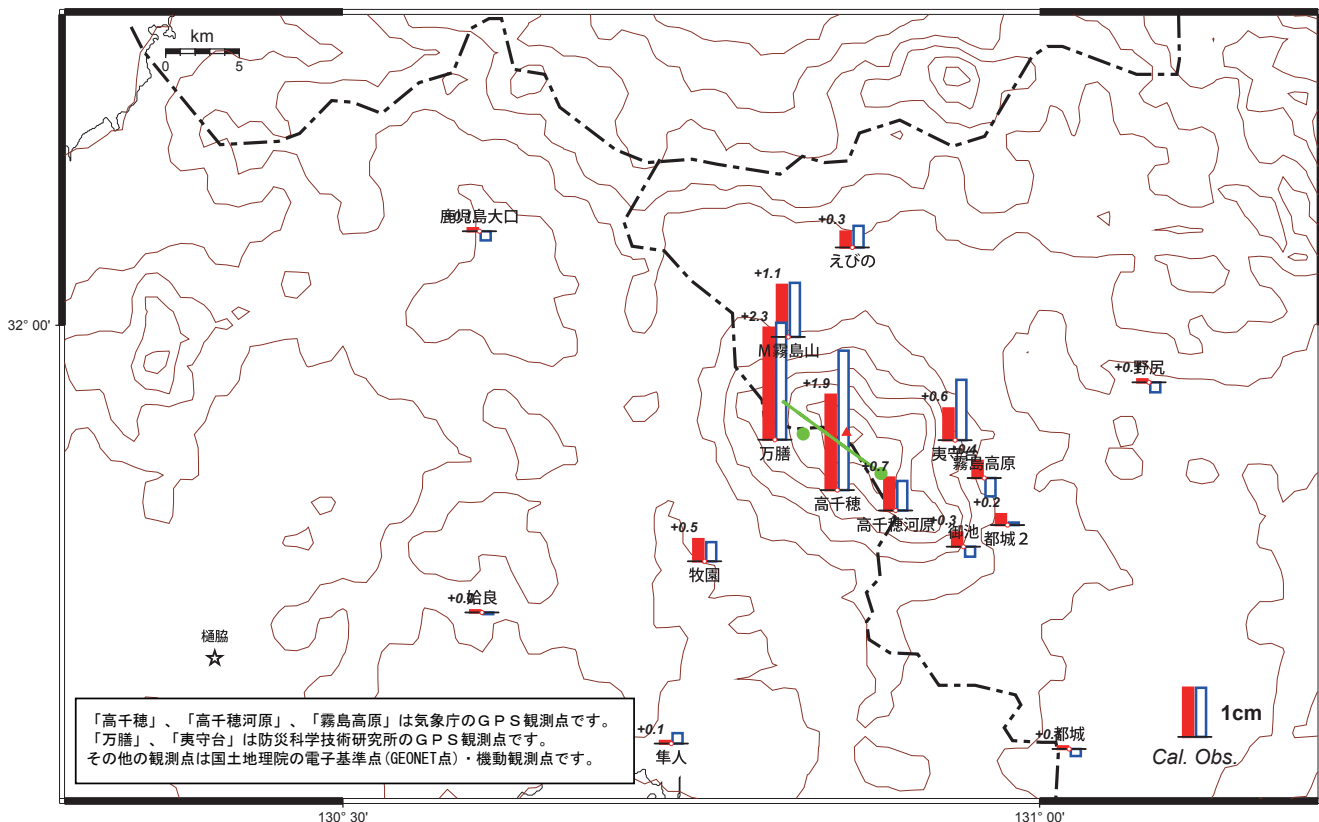 km
0 5
鹿児島大口
+0.3
えびの
+1.1
+2.3
M霧島山
32° 00'
+1.9
野尻
+0.6
万膳
夷守台
霧島高原
+0.7
+0.2
高千穂
高千穂河原
+0.3
御池
都城2
+0.5
牧園
姶良
樋脇
「高千穂」、「高千穂河原」、「霧島高原」は気象庁のGPS観測点です。
「万膳」、「夷守台」は防災科学技術研究所のGPS観測点です。
その他の観測点は国土地理院の電子基準点(GEONET点)・機動観測点です。
+0.1
隼人
都城
1cm
Cal. Obs.
130° 30'
131° 00'